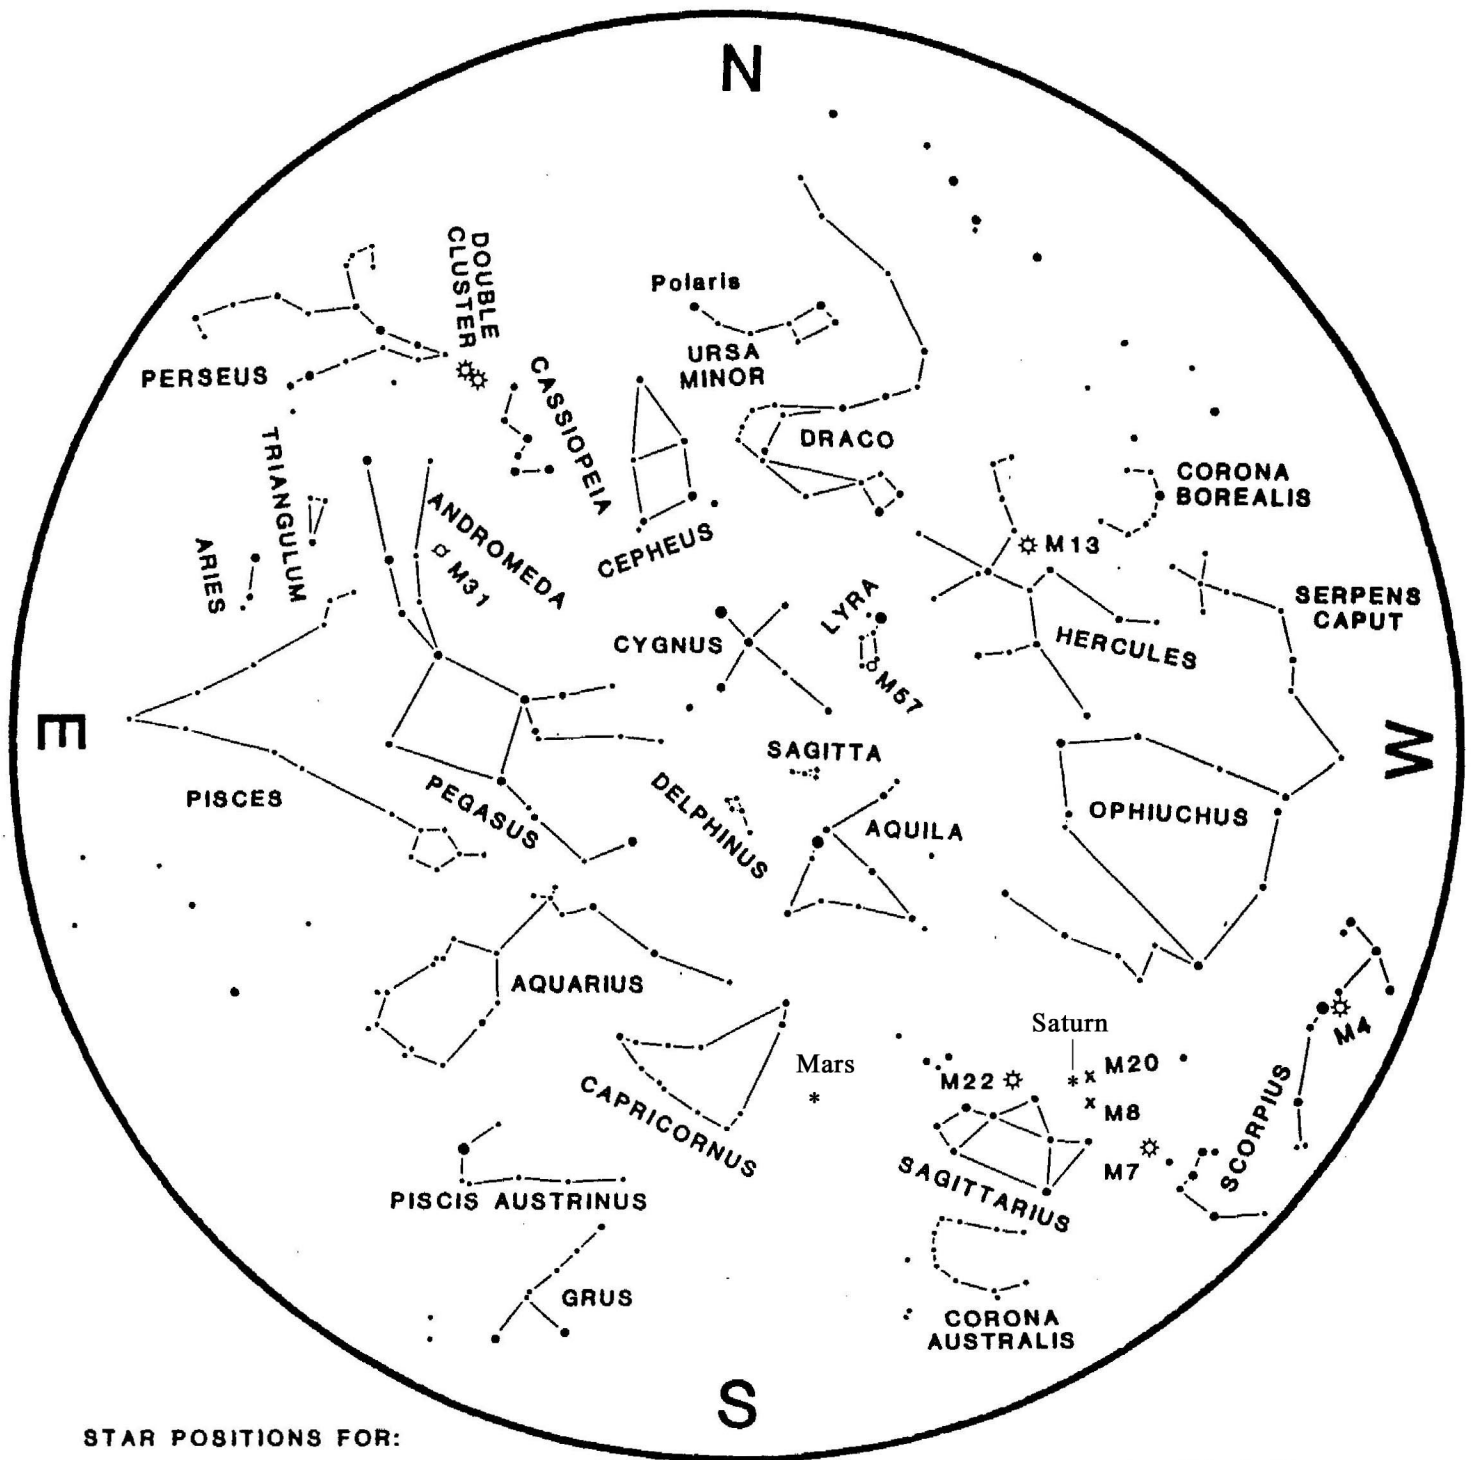 N
DOUBLE
CLUSTER
Polaris
URSA
MINOR
PERSEUS
CASSIOPEIA
DRACO
TRIANGULUM
ANDROMEDA
CORONA
BOREALIS
ARIES
M31
CEPHEUS
M13
LYRA
SERPENS
CAPUT
CYGNUS
HERCULES
M57
E
W
SAGITTA
PISCES
PEGASUS
DELPHINUS
AQUILA
OPHIUCHUS
AQUARIUS
Saturn
M4
Mars
M22
M20
CAPRICORNUS
M8
SCORPIUS
M7
SAGITTARIUS
PISCIS AUSTRINUS
GRUS
CORONA
AUSTRALIS
S
STAR POSITIONS FOR: